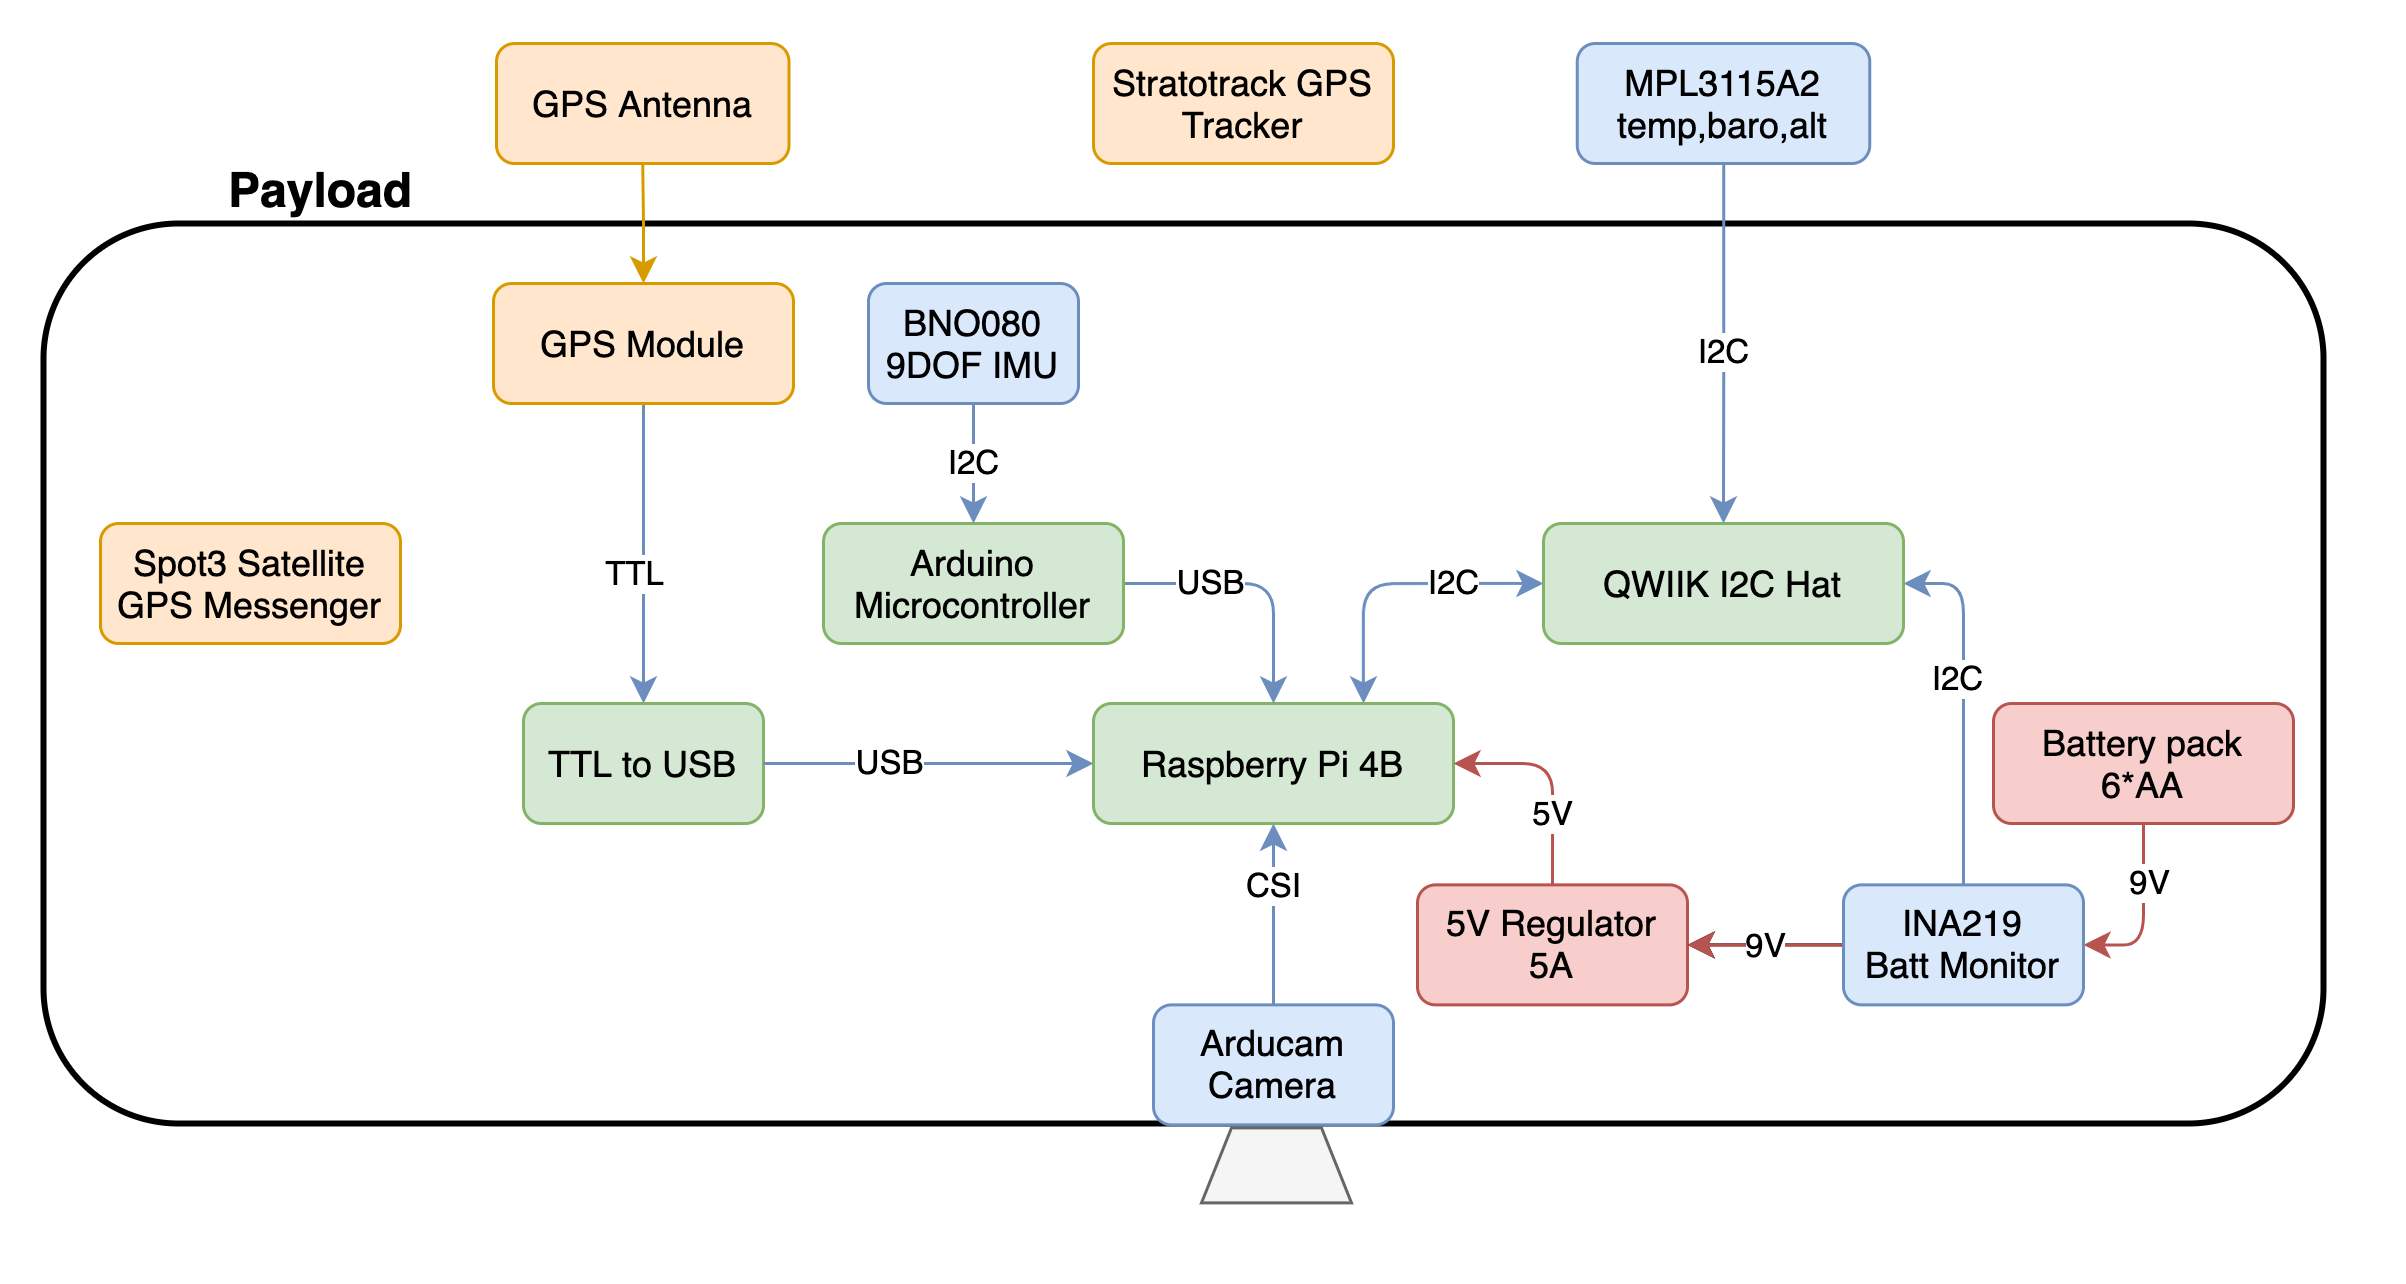 GPS Antenna
Stratotrack GPS
Tracker
MPL3115A2
temp,baro,alt
Payload
GPS Module
BNO080
9DOF IMU
I2C
I2C
TTL
Spot3 Satellite
GPS Messenger
Arduino
Microcontroller
USB
I2C
QWIIK I2C Hat
I2C
TTL to USB
USB
Raspberry Pi 4B
Battery pack
6*AA
5V
CSI
9V
5V Regulator
5A
9V
INA219
Batt Monitor
Arducam
Camera